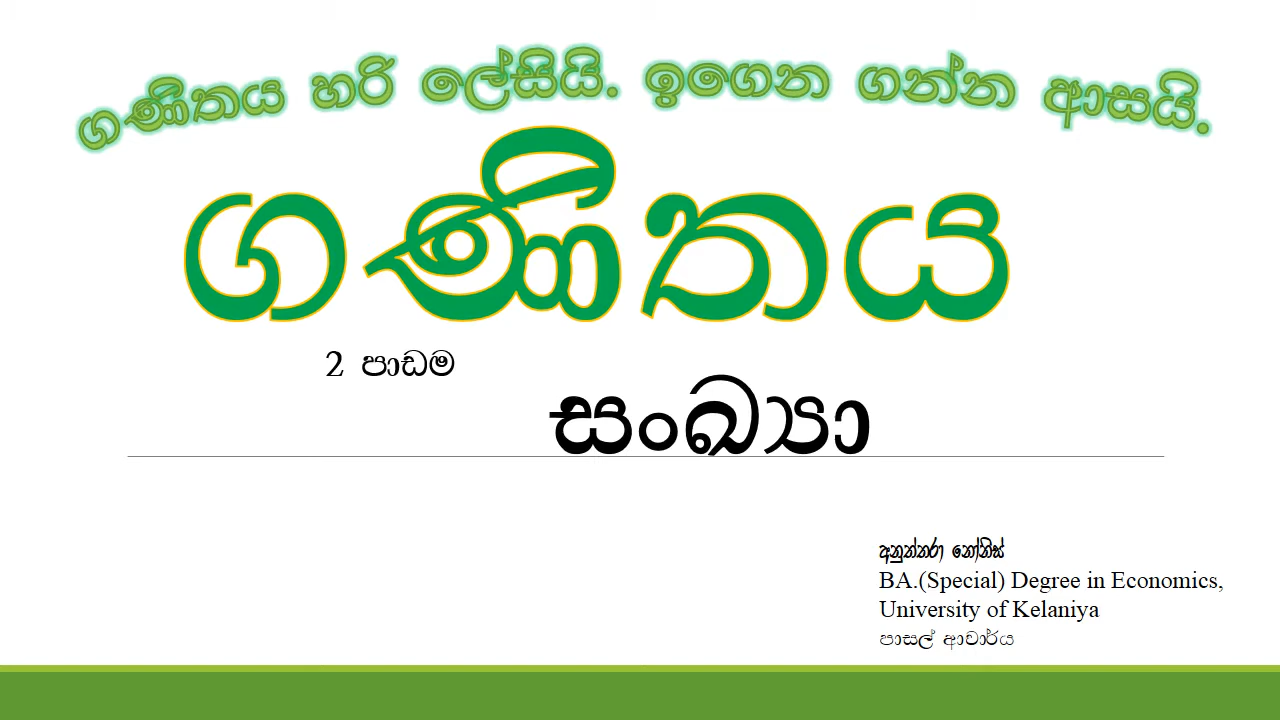 ගණිතය හරි ලේසියි. ඉගෙන ගන්න ආසයි.
ගණිතය
2 පාඩම
සංඛ්‍යා
අනුත්තරා නෝනිස්
BA.(Special) Degree in Economics,
University of Kelaniya
පාසල් ආචාර්ය